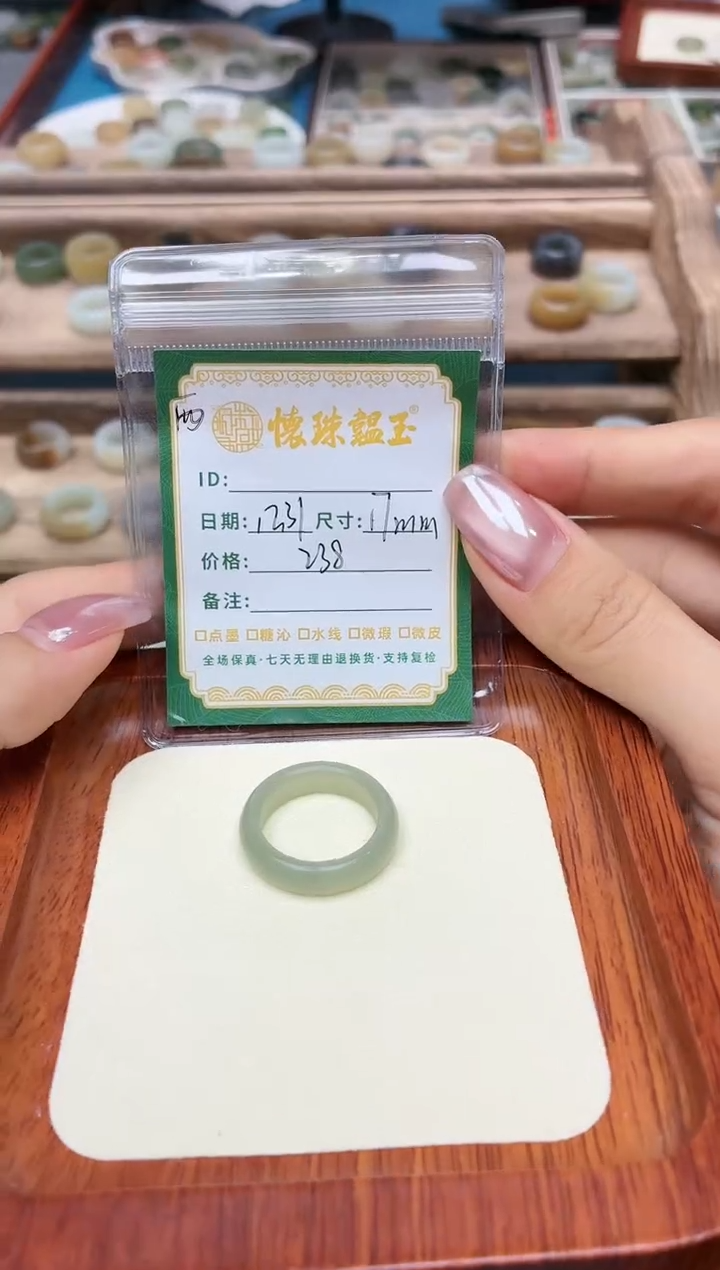 懷珠韞玉®
ID:
日期: 1231 尺寸: 17mm
价格: 238
备注:
□点墨 □糖沁 □水线 □微瑕 □微皮
全场保真·七天无理由退换货·支持复检